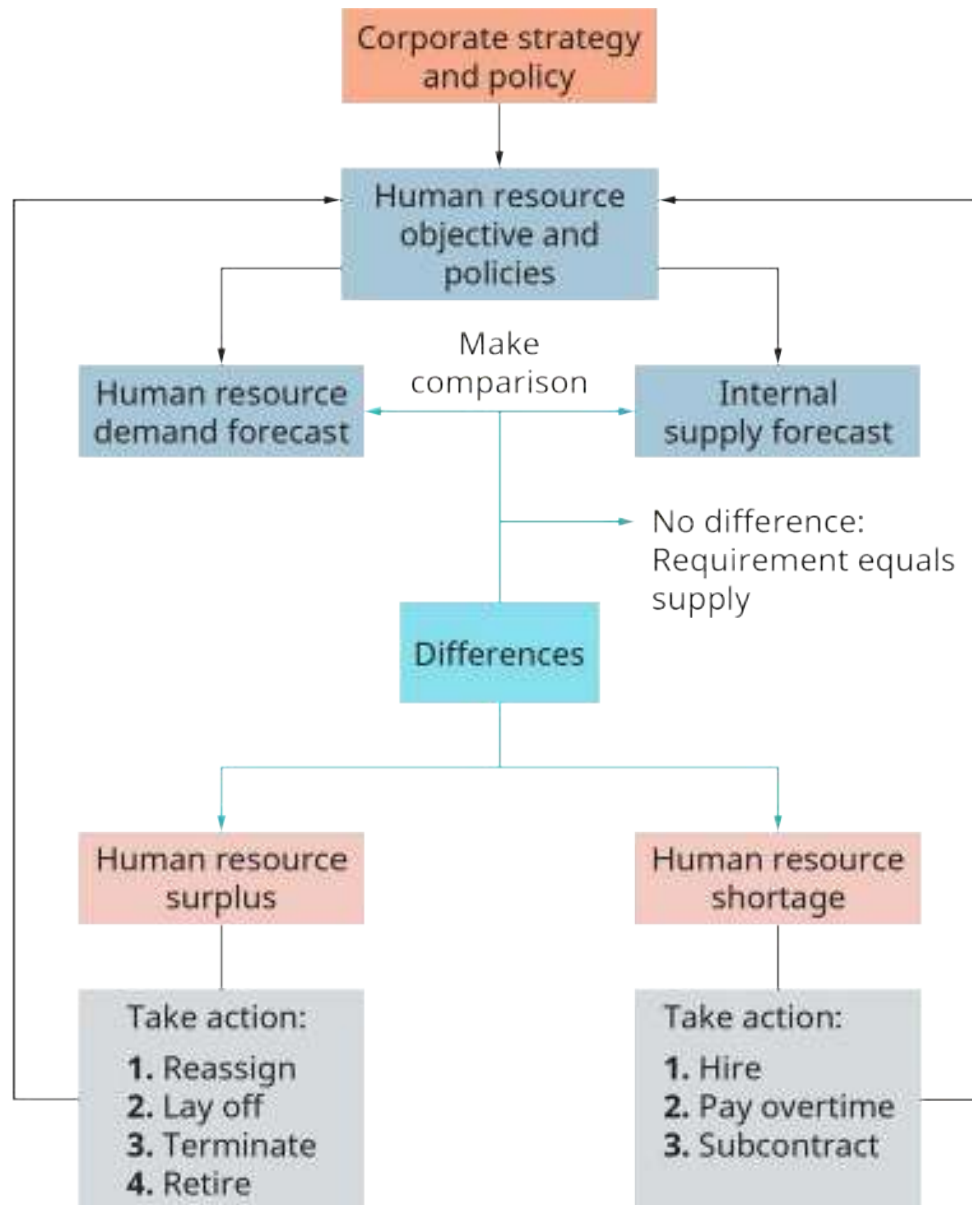 Corporate strategy
and policy
Human resource
objective and
policies
Make
comparison
Human resource
demand forecast
Internal
supply forecast
No difference:
Requirement equals
supply
Differences
Human resource
surplus
Human resource
shortage
Take action:
1. Reassign
2. Lay off
3. Terminate
4. Retire
Take action:
1. Hire
2. Pay overtime
3. Subcontract